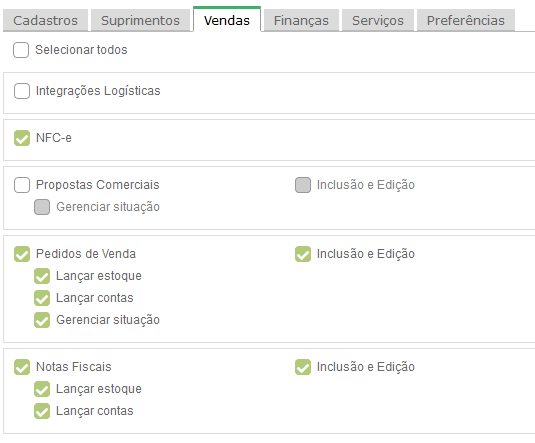 Cadastros Suprimentos Vendas Finanças Serviços Preferências
Selecionar todos
Integrações Logísticas
NFC-e
Propostas Comerciais Inclusão e Edição
Gerenciar situação
Pedidos de Venda Inclusão e Edição
Lançar estoque
Lançar contas
Gerenciar situação
Notas Fiscais Inclusão e Edição
Lançar estoque
Lançar contas